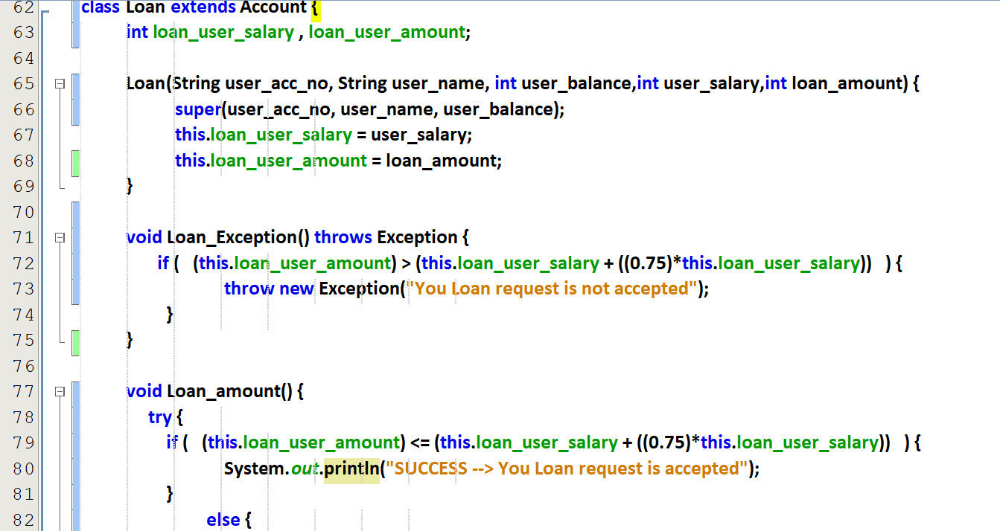 62 class Loan extends Account {
63 int loan_user_salary , loan_user_amount;
64
65 Loan(String user_acc_no, String user_name, int user_balance,int user_salary,int loan_amount) {
66 super(user_acc_no, user_name, user_balance);
67 this.loan_user_salary = user_salary;
68 this.loan_user_amount = loan_amount;
69 }
70
71 void Loan_Exception() throws Exception {
72 if (   (this.loan_user_amount) > (this.loan_user_salary + ((0.75)*this.loan_user_salary))   ) {
73 throw new Exception("You Loan request is not accepted");
74 }
75 }
76
77 void Loan_amount() {
78 try {
79 if (   (this.loan_user_amount) <= (this.loan_user_salary + ((0.75)*this.loan_user_salary))   ) {
80 System.out.println("SUCCESS --> You Loan request is accepted");
81 }
82 else {